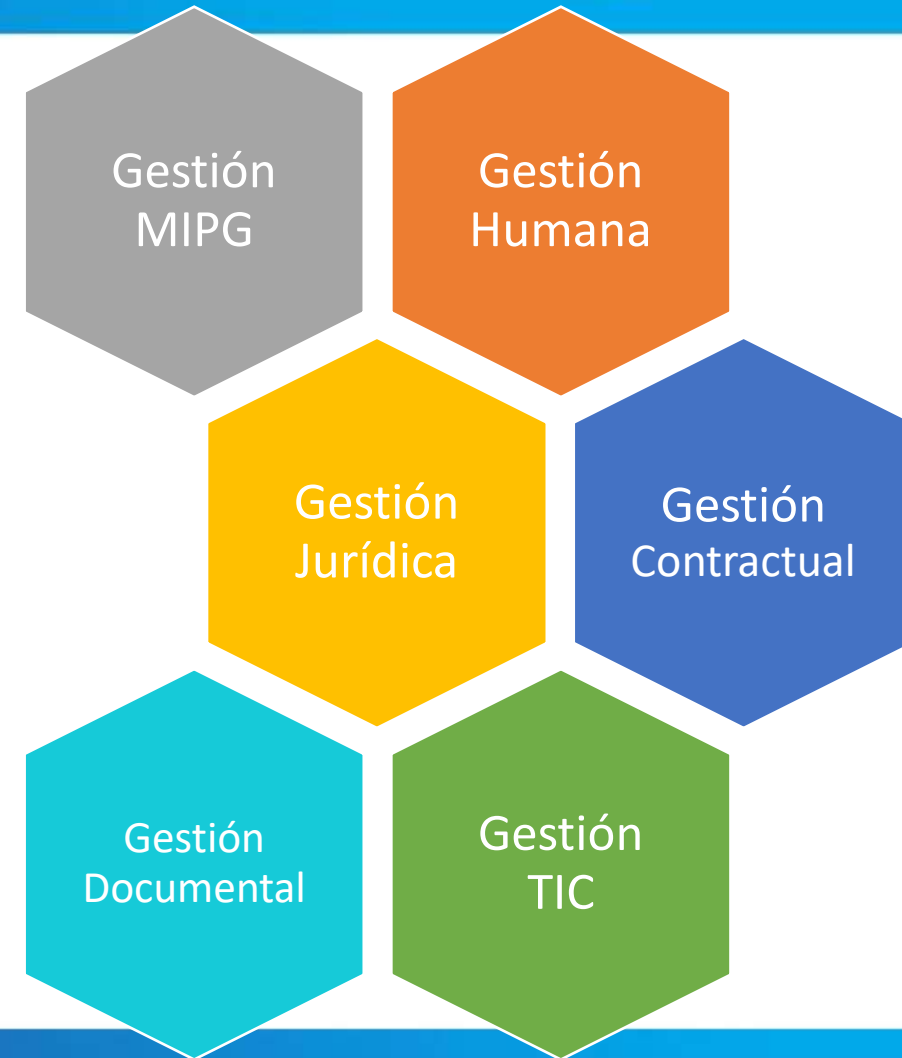 Gestión
MIPG
Gestión
Humana
Gestión
Jurídica
Gestión
Contractual
Gestión
Documental
Gestión
TIC